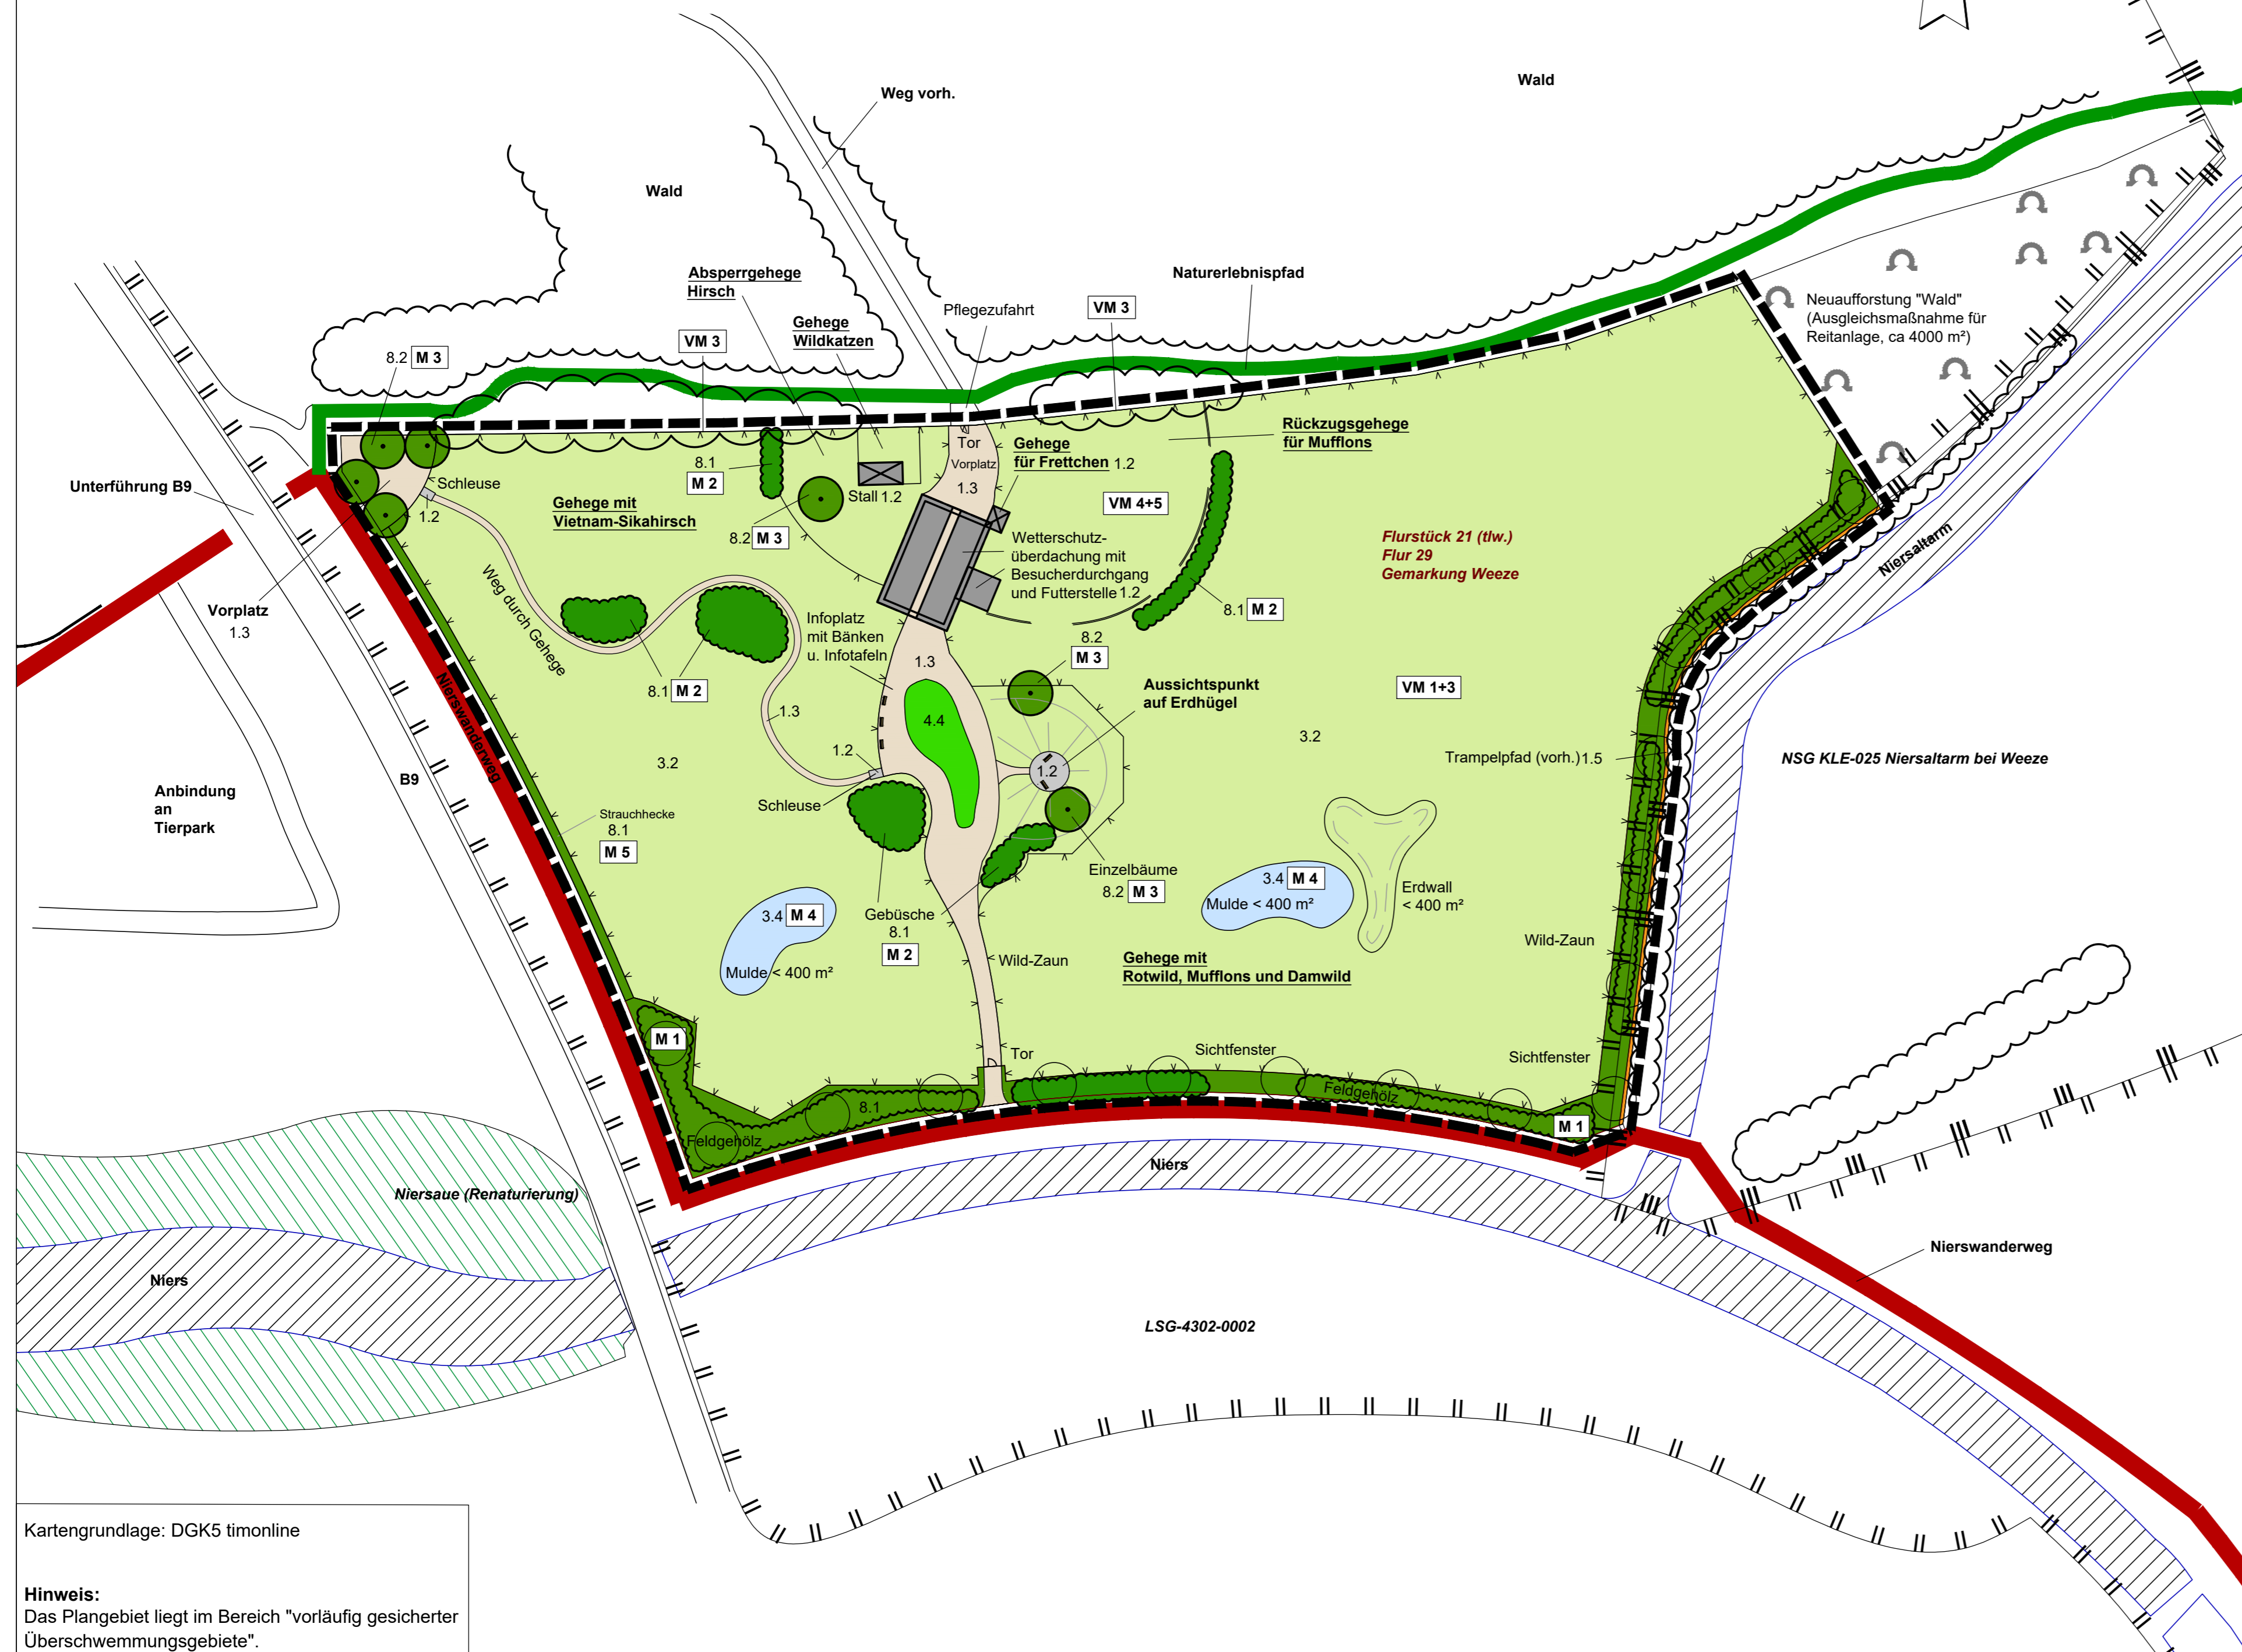 Wald
Weg vorh.
Wald
Absperrgehege
Hirsch
Naturerlebnispfad
Gehege
Wildkatzen
Pflegezufahrt
VM 3
VM 3
Neuaufforstung "Wald"
(Ausgleichsmaßnahme für
Reitanlage, ca 4000 m²)
8.2 M 3
Tor
Vorplatz
1.3
Gehege
für Frettchen 1.2
Rückzugsgehege
für Mufflons
8.1
M 2
Unterführung B9
Schleuse
1.2
Gehege mit
Vietnam-Sikahirsch
Stall 1.2
VM 4+5
8.2 M 3
Wetterschutz-
überdachung mit
Besucherdurchgang
und Futterstelle 1.2
Flurstück 21 (tlw.)
Flur 29
Gemarkung Weeze
Niersaltarm
Weg durch Gehege
Vorplatz
1.3
Infoplatz
mit Bänken
u. Infotafeln
8.1 M 2
8.2
M 3
1.3
8.1 M 2
Aussichtspunkt
auf Erdhügel
VM 1+3
Nierswanderweg
1.3
4.4
3.2
3.2
1.2
1.2
Trampelpfad (vorh.) 1.5
NSG KLE-025 Niersaltarm bei Weeze
B9
Anbindung
an
Tierpark
Schleuse
Strauchhecke
8.1
M 5
Einzelbäume
8.2 M 3
3.4 M 4
Mulde < 400 m²
Erdwall
< 400 m²
3.4 M 4
Mulde < 400 m²
Gebüsche
8.1
M 2
Wild-Zaun
Wild-Zaun
Gehege mit
Rotwild, Mufflons und Damwild
M 1
Tor
Sichtfenster
Sichtfenster
8.1
Feldgehölz
Feldgehölz
M 1
Niers
Niersaue (Renaturierung)
Niers
Nierswanderweg
LSG-4302-0002
Kartengrundlage: DGK5 timonline
Hinweis:
Das Plangebiet liegt im Bereich "vorläufig gesicherter
Überschwemmungsgebiete".